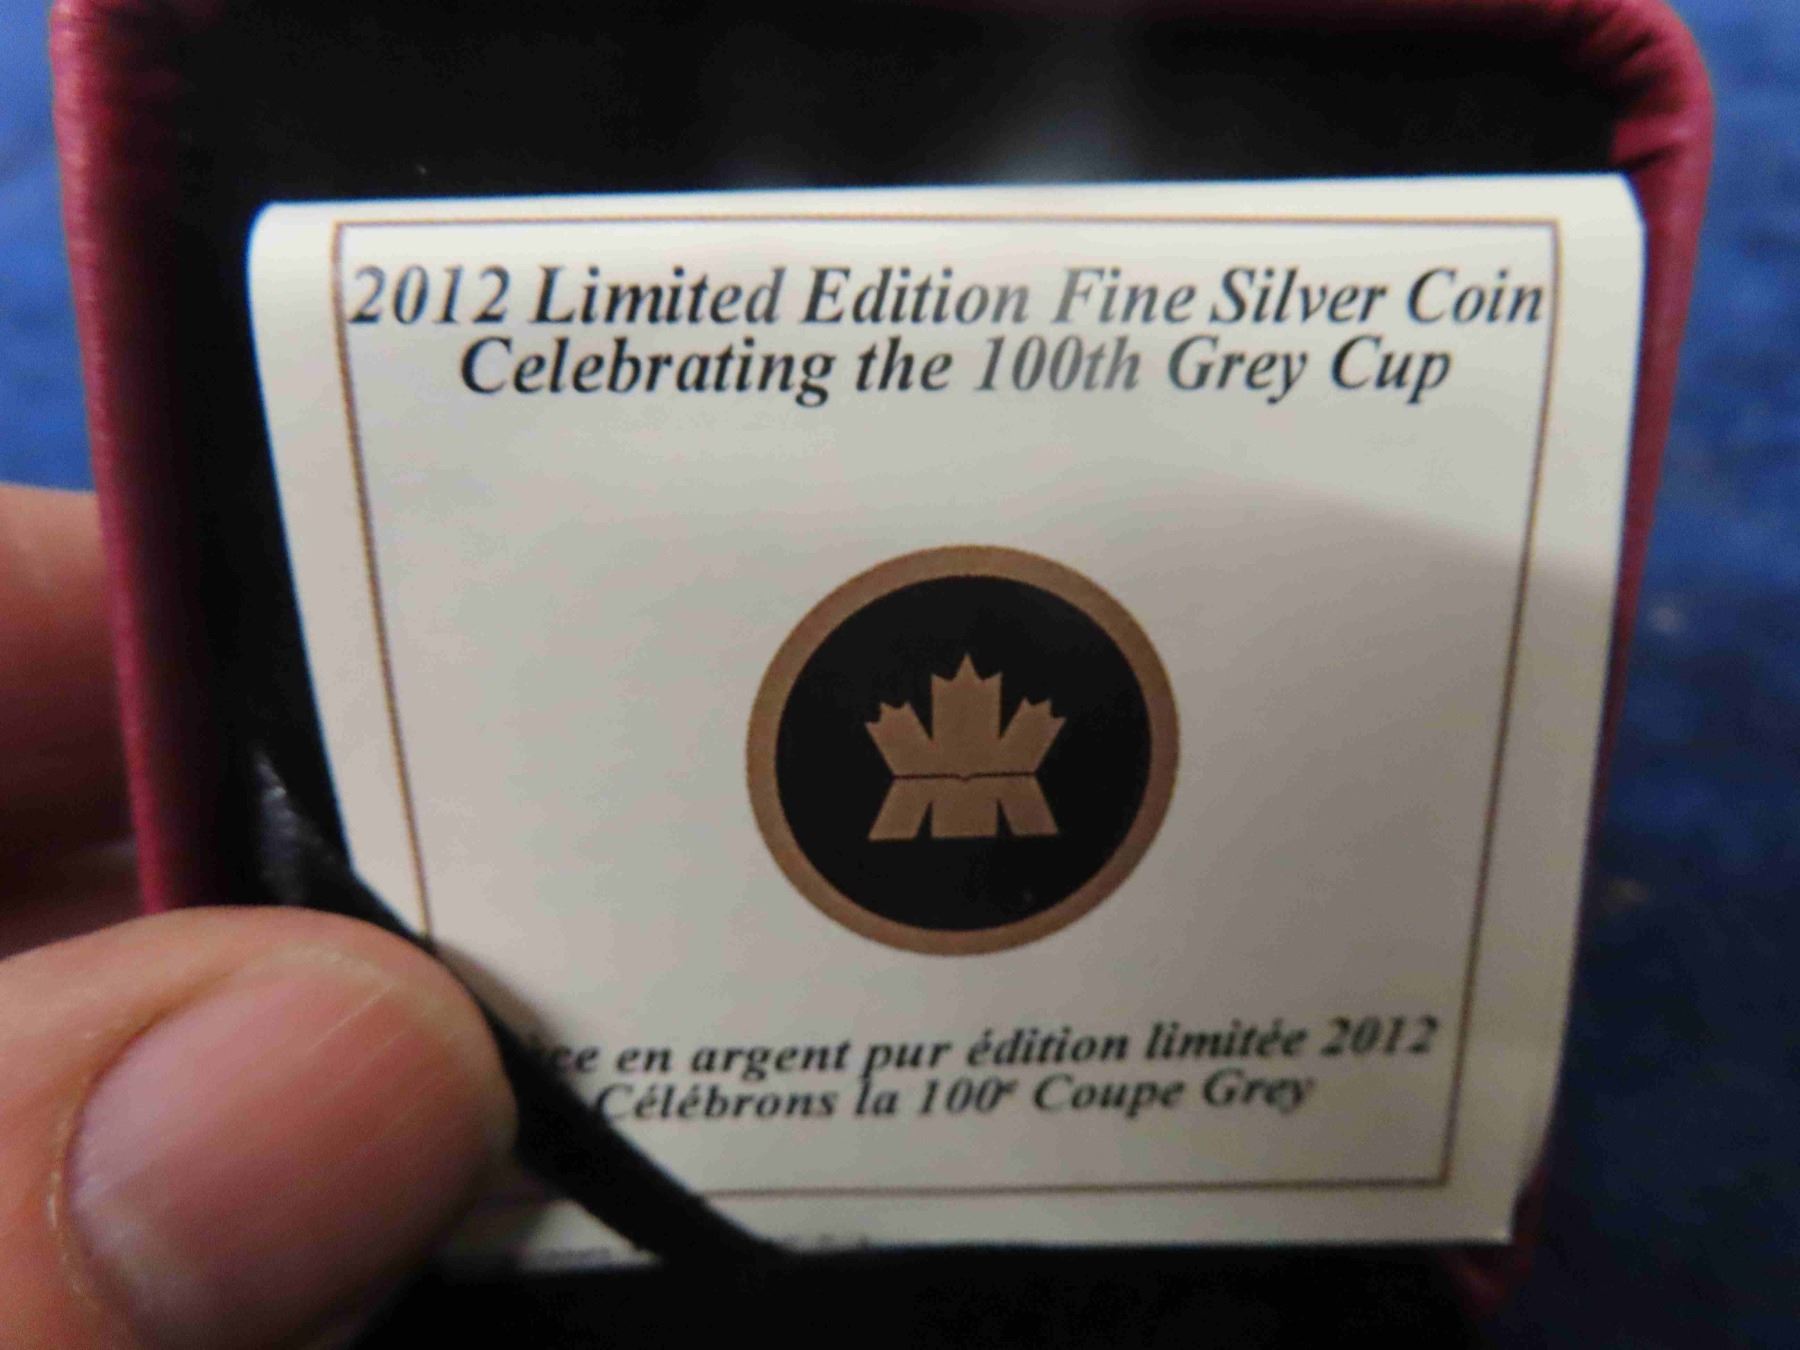 2012 Limited Edition Fine Silver Coin
Celebrating the 100th Grey Cup
en argent pur édition limitée 2012
Célébrons la 100e Coupe Grey